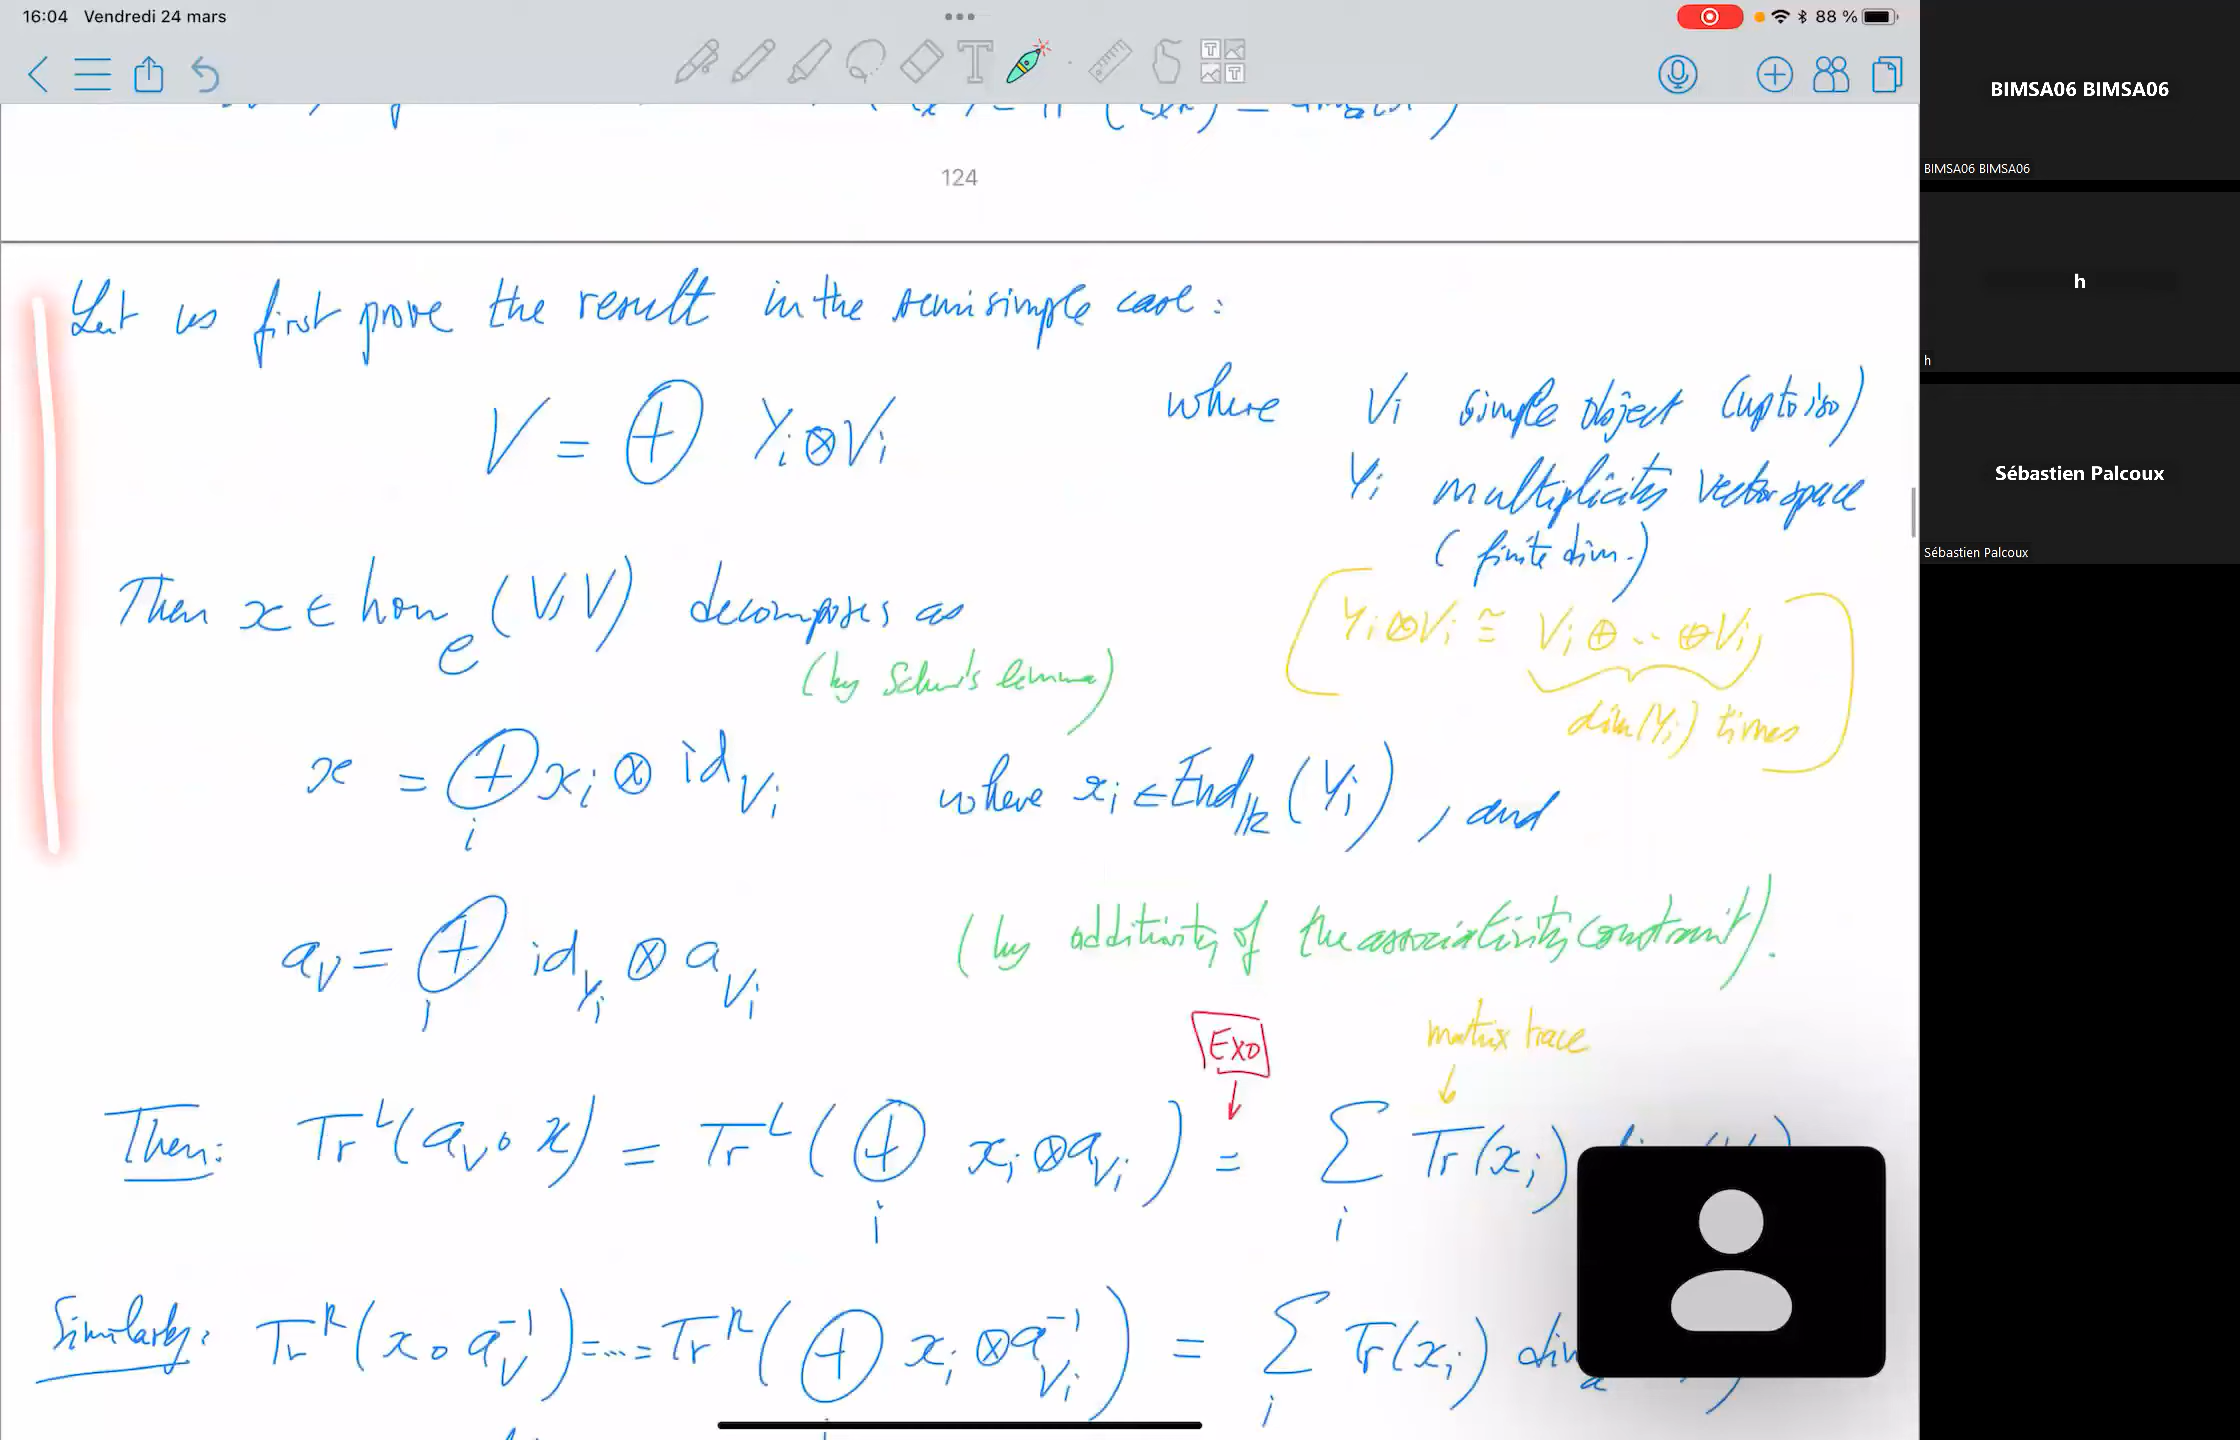 16:04 Vendredi 24 mars
88 %
124
Let us first prove the result in the semisimple case :
V = ⊕ Yi ⊗ Vi where Vi simple object (up to iso)
Yi multiplicity vector space
(finite dim.)
Then x ∈ hom_e (V, V) decomposes as
(by Schur's lemma)
[Yi ⊗ Vi ≅ Vi ⊕ .. ⊕ Vi]
dim(Yi) times
x = ⊕_i xi ⊗ id_Vi where xi ∈ End_𝕜 (Yi), and
a_V = ⊕_i id_Yi ⊗ a_Vi (by additivity of the associativity constraint).
Exo
matrix trace
Then: Tr^L(a_V ∘ x) = Tr^L(⊕_i xi ⊗ a_Vi) = Σ_i Tr(xi)
Similarly: Tr^R(x ∘ a_V^-1) = ... = Tr^R(⊕ xi ⊗ a_Vi^-1) = Σ_i Tr(xi)
BIMSA06 BIMSA06
BIMSA06 BIMSA06
h
h
Sébastien Palcoux
Sébastien Palcoux